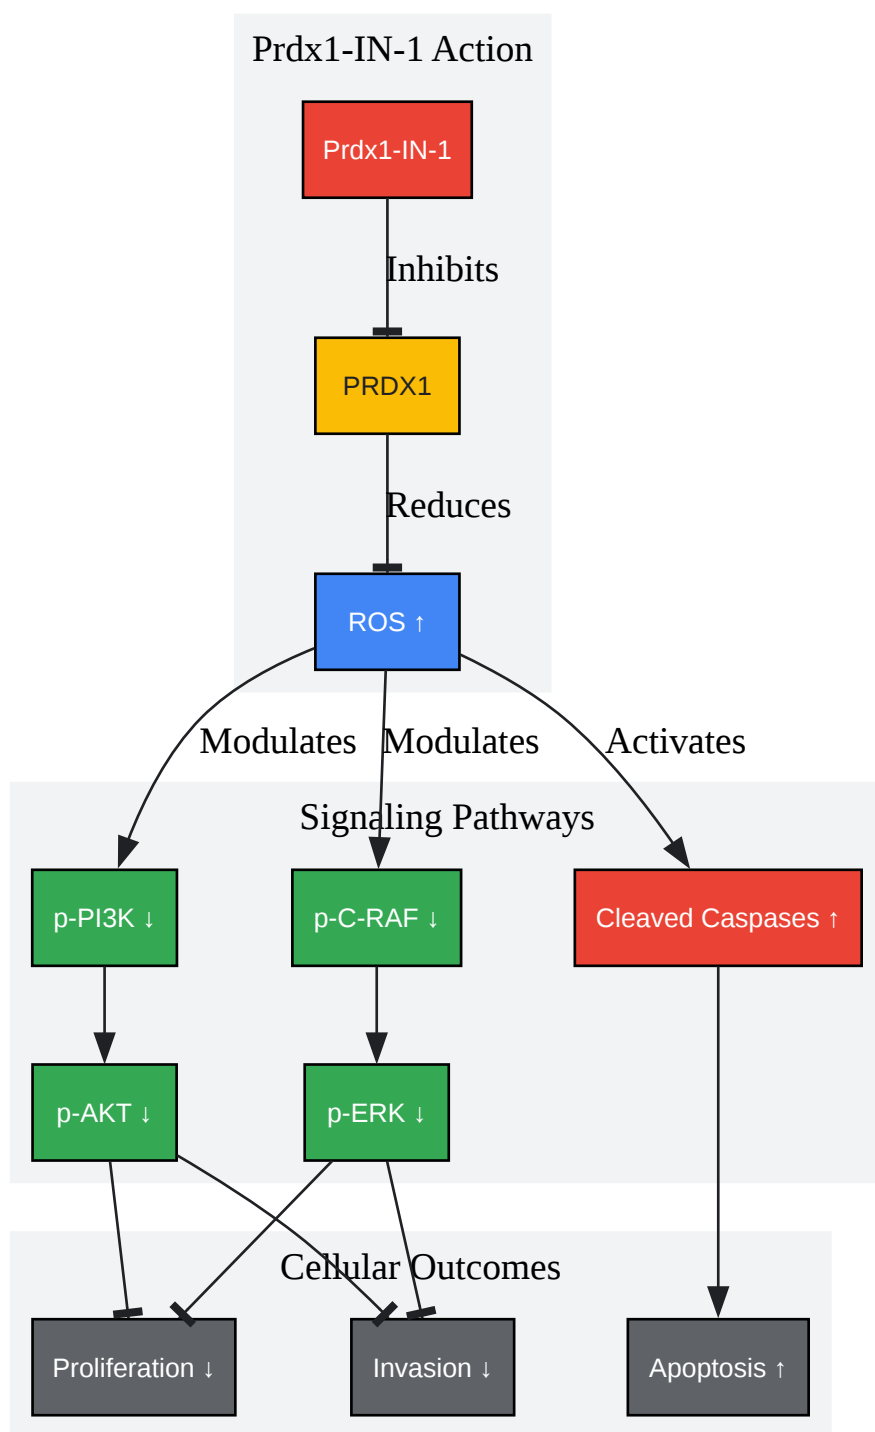 Prdx1-IN-1 Action
Prdx1-IN-1
Inhibits
PRDX1
Reduces
ROS ↑
Modulates
Modulates
Activates
Signaling Pathways
p-PI3K ↓
p-C-RAF ↓
Cleaved Caspases ↑
p-AKT ↓
p-ERK ↓
Cellular Outcomes
Proliferation ↓
Invasion ↓
Apoptosis ↑